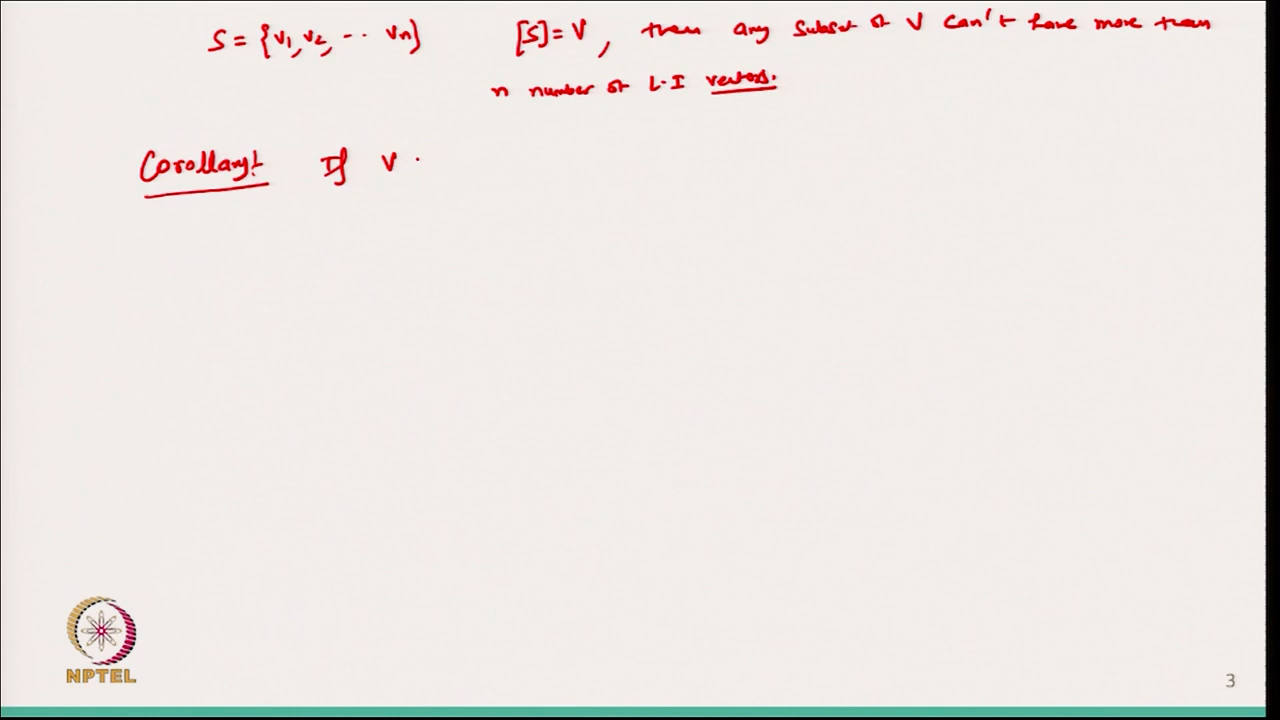 S = {v1, v2, -- vn} [S] = V, then any subset of V can't have more than
n number of L.I vectors.
Corollary: If V
NPTEL
3